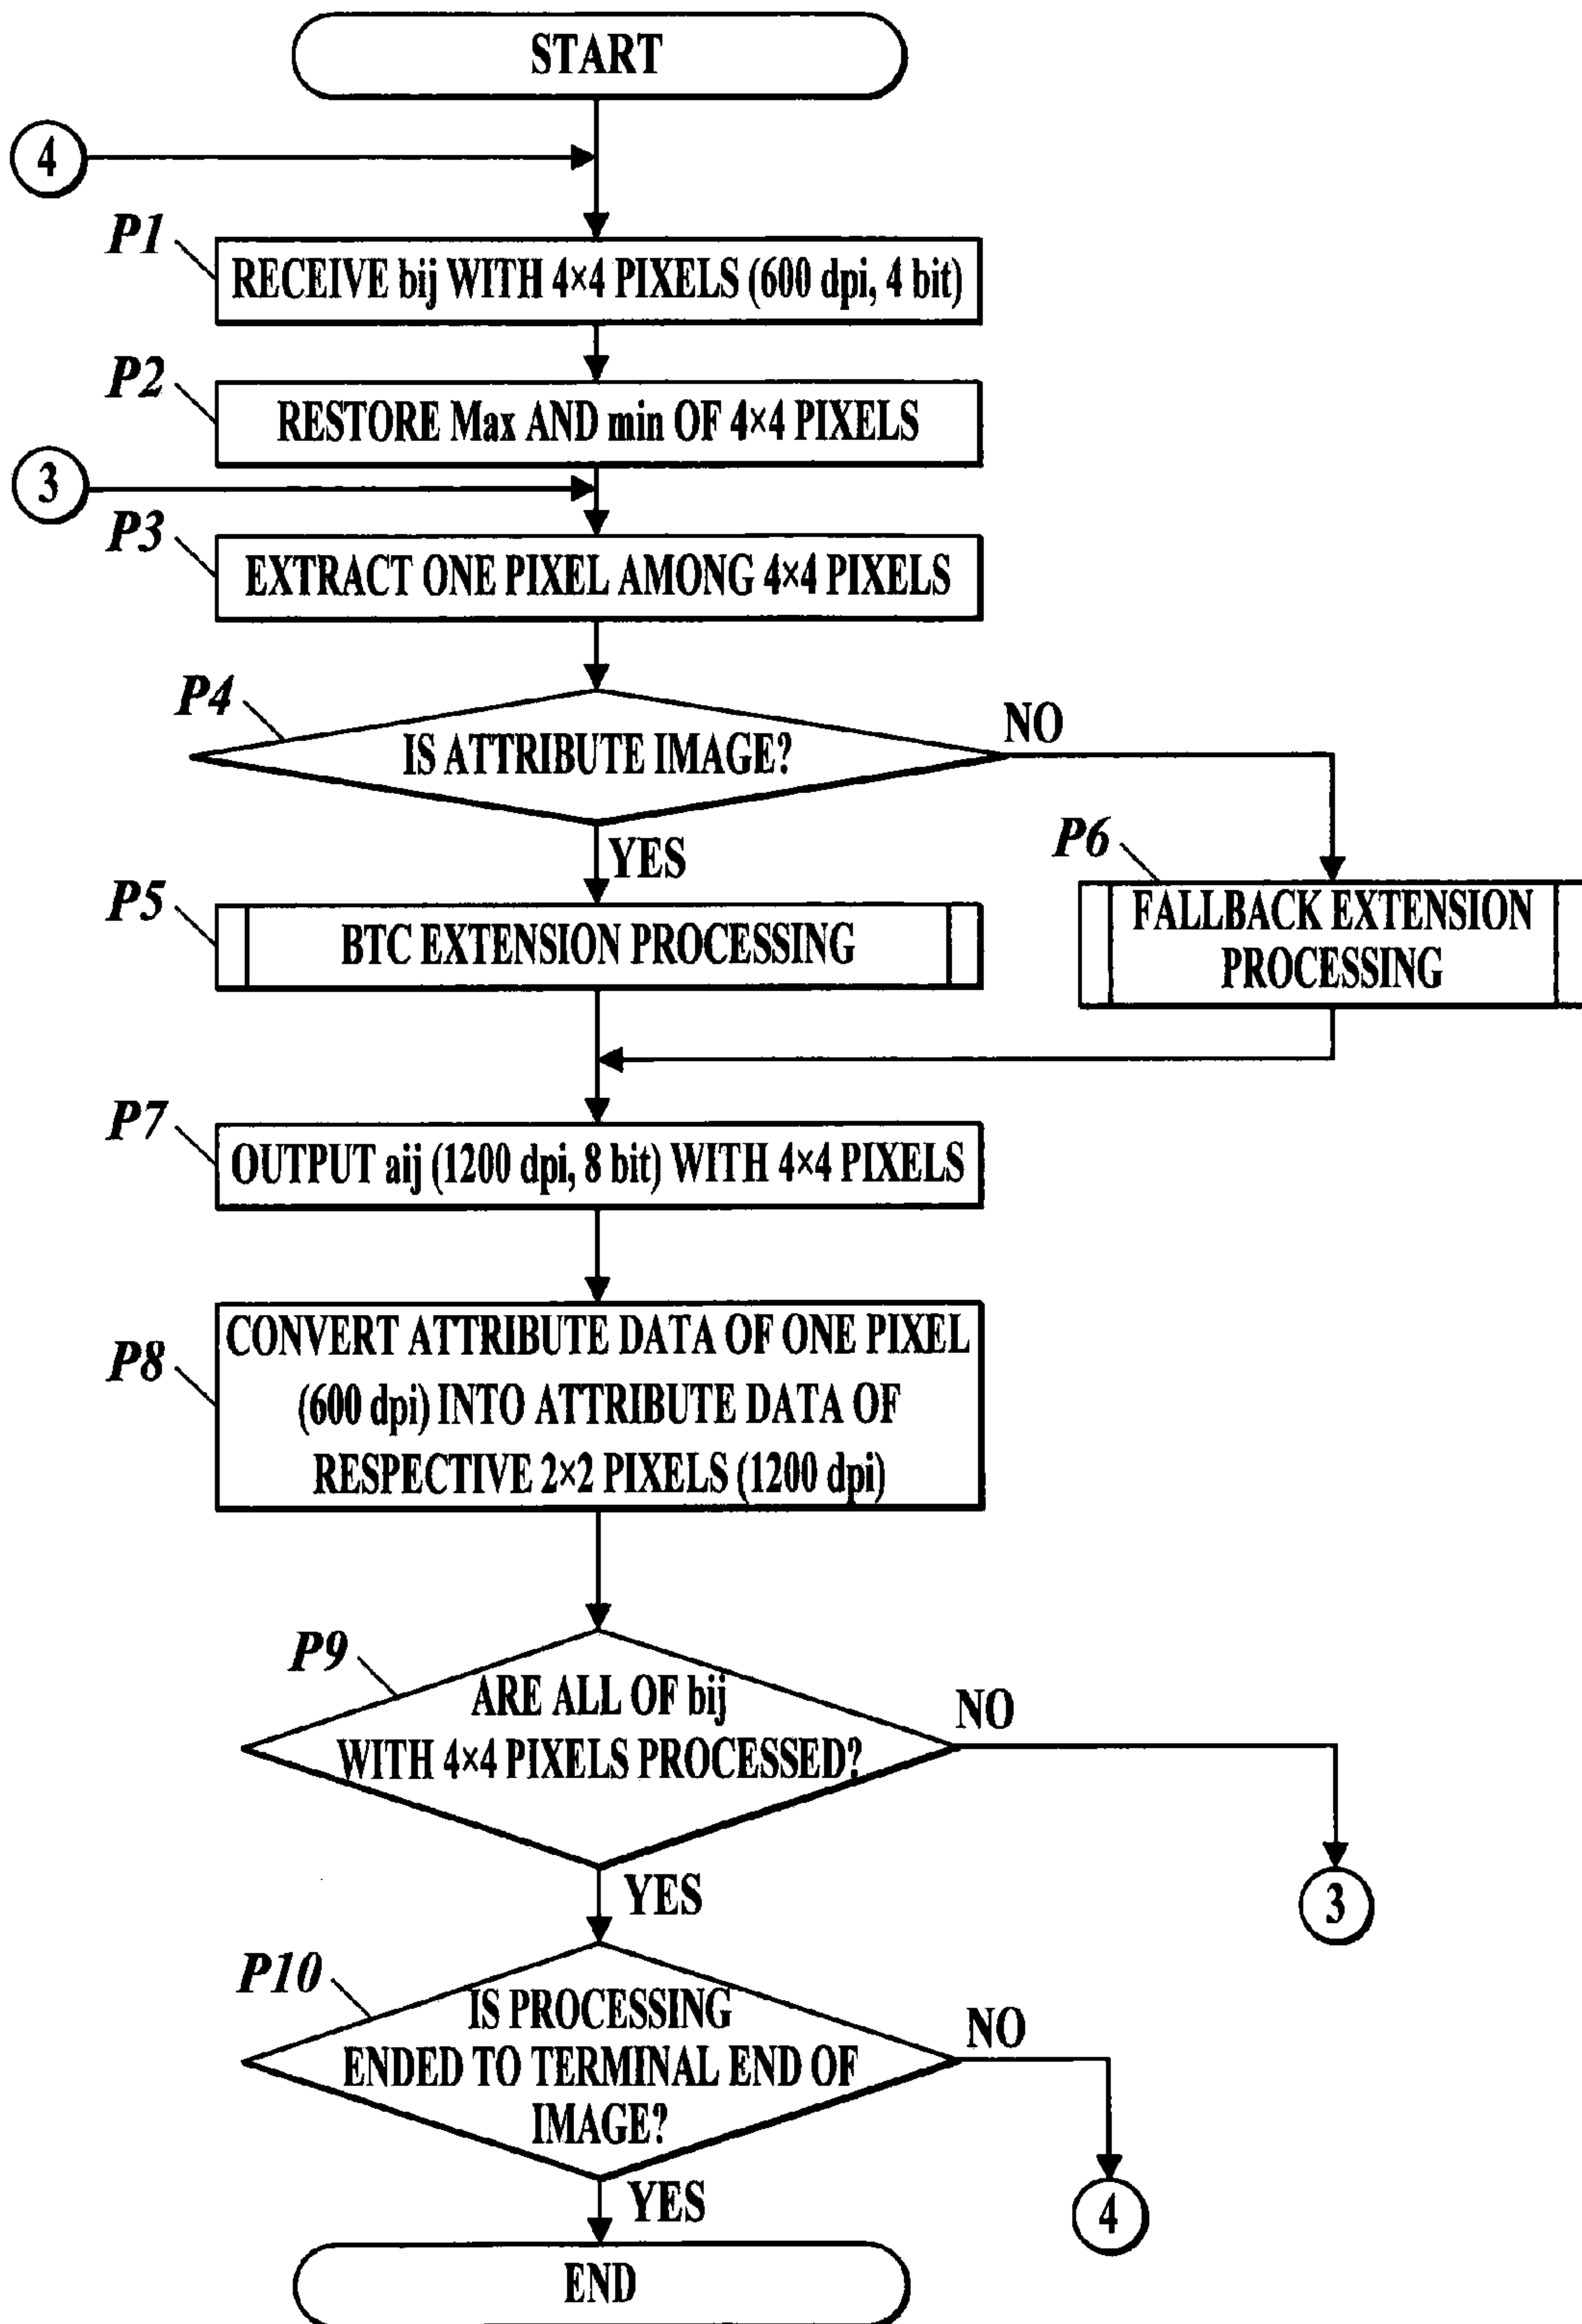 START
4
P1
RECEIVE bij WITH 4×4 PIXELS (600 dpi, 4 bit)
P2
RESTORE Max AND min OF 4×4 PIXELS
3
P3
EXTRACT ONE PIXEL AMONG 4×4 PIXELS
P4
IS ATTRIBUTE IMAGE?
NO
YES
P5
BTC EXTENSION PROCESSING
P6
FALLBACK EXTENSION
PROCESSING
P7
OUTPUT aij (1200 dpi, 8 bit) WITH 4×4 PIXELS
P8
CONVERT ATTRIBUTE DATA OF ONE PIXEL
(600 dpi) INTO ATTRIBUTE DATA OF
RESPECTIVE 2×2 PIXELS (1200 dpi)
P9
ARE ALL OF bij
WITH 4×4 PIXELS PROCESSED?
NO
3
YES
P10
IS PROCESSING
ENDED TO TERMINAL END OF
IMAGE?
NO
4
YES
END